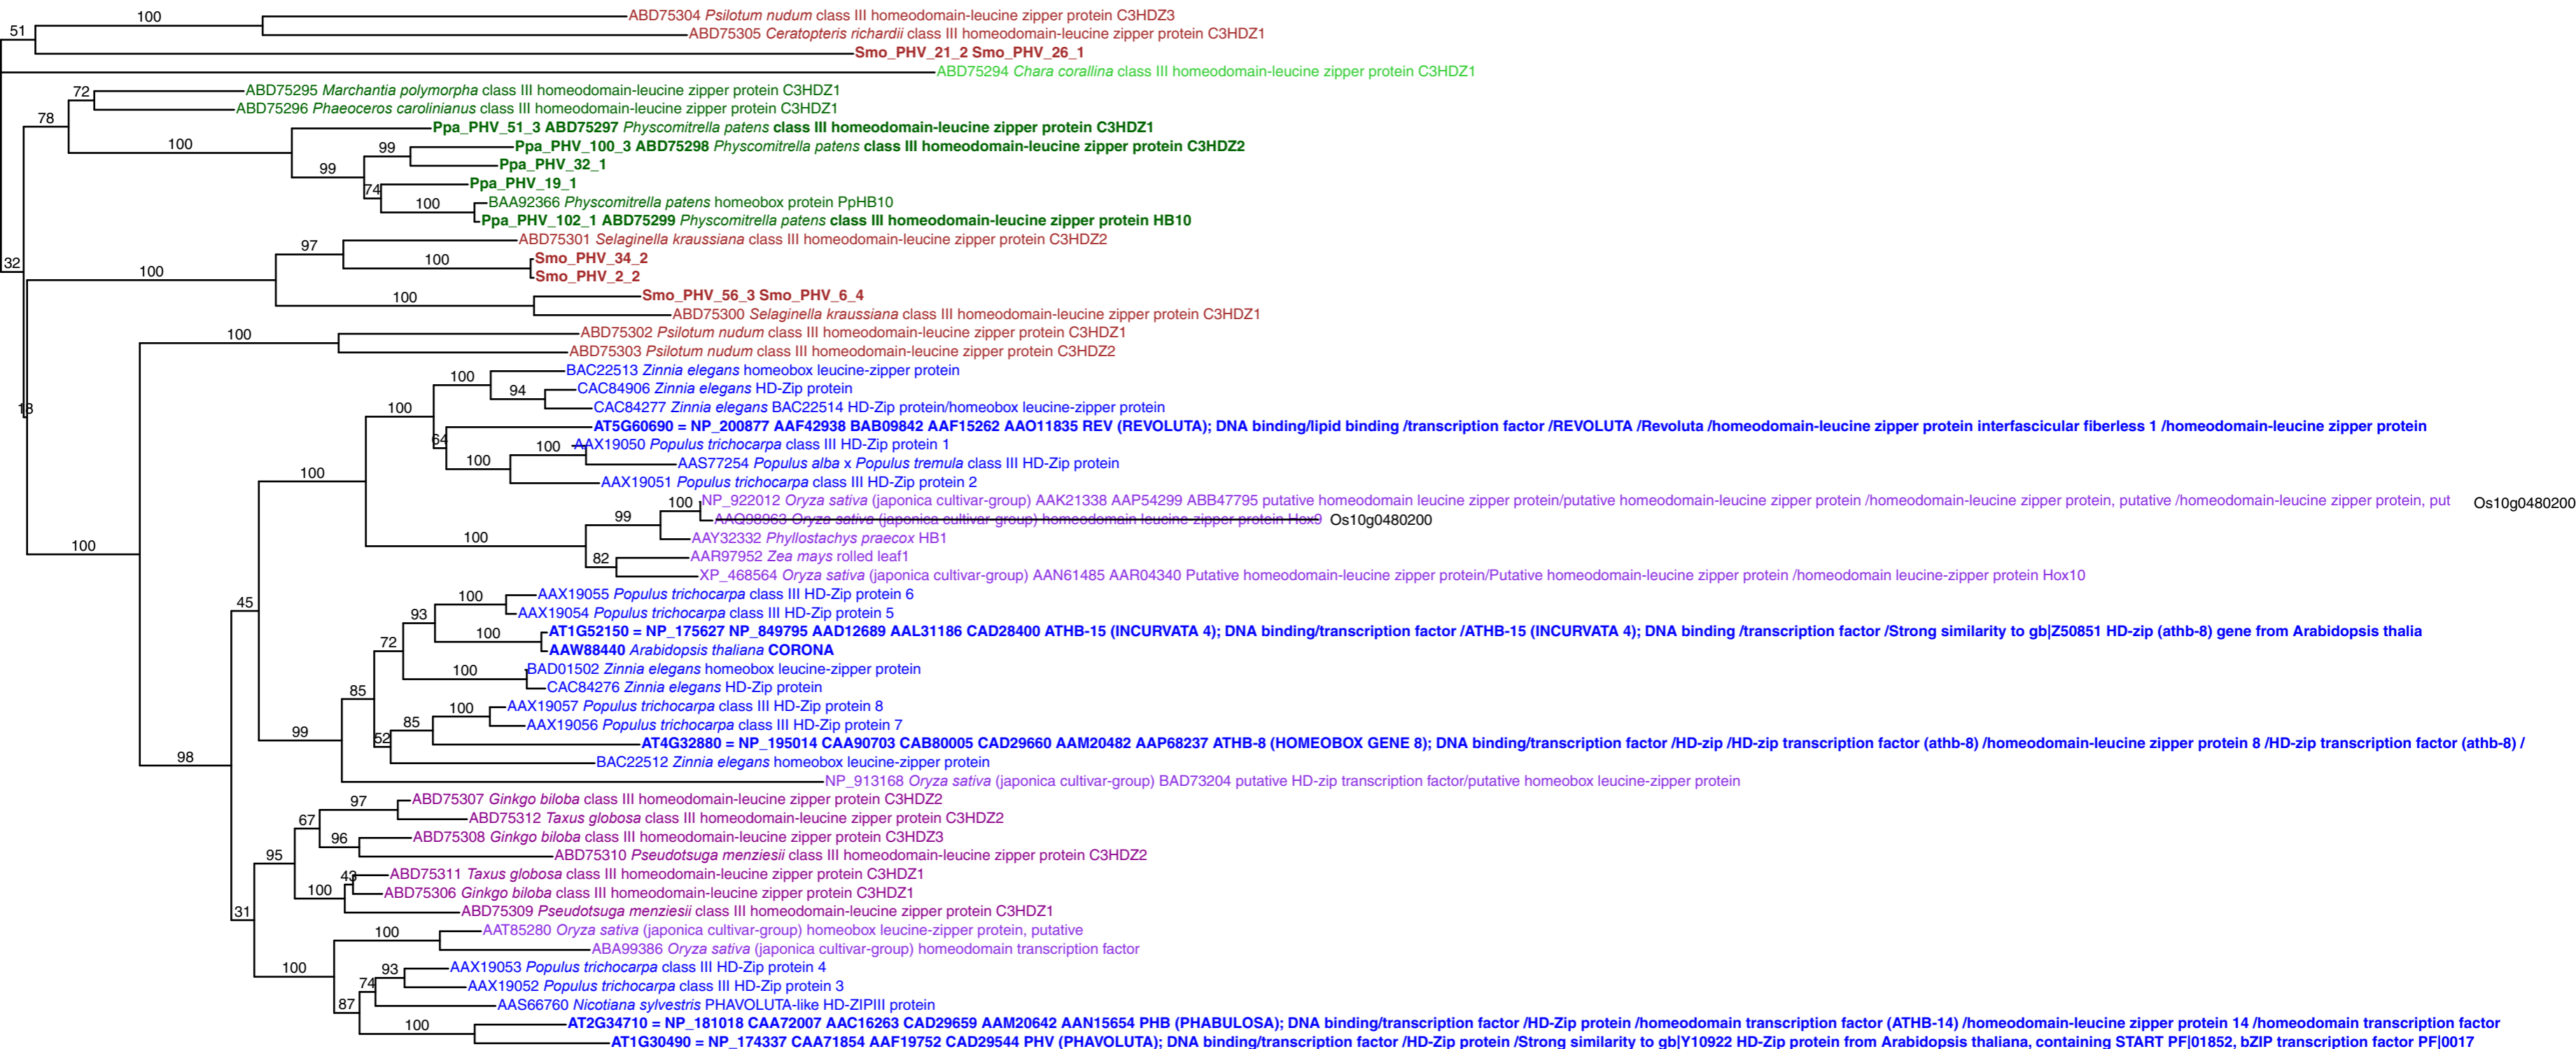 100
ABD75304 Psilotum nudum class III homeodomain-leucine zipper protein C3HDZ3
51
ABD75305 Ceratopteris richardii class III homeodomain-leucine zipper protein C3HDZ1
Smo_PHV_21_2 Smo_PHV_26_1
ABD75294 Chara corallina class III homeodomain-leucine zipper protein C3HDZ1
72
ABD75295 Marchantia polymorpha class III homeodomain-leucine zipper protein C3HDZ1
ABD75296 Phaeoceros carolinianus class III homeodomain-leucine zipper protein C3HDZ1
78
Ppa_PHV_51_3 ABD75297 Physcomitrella patens class III homeodomain-leucine zipper protein C3HDZ1
100
99
Ppa_PHV_100_3 ABD75298 Physcomitrella patens class III homeodomain-leucine zipper protein C3HDZ2
99
Ppa_PHV_32_1
74
Ppa_PHV_19_1
100
BAA92366 Physcomitrella patens homeobox protein PpHB10
Ppa_PHV_102_1 ABD75299 Physcomitrella patens class III homeodomain-leucine zipper protein HB10
97
ABD75301 Selaginella kraussiana class III homeodomain-leucine zipper protein C3HDZ2
32
100
100
Smo_PHV_34_2
Smo_PHV_2_2
100
Smo_PHV_56_3 Smo_PHV_6_4
ABD75300 Selaginella kraussiana class III homeodomain-leucine zipper protein C3HDZ1
100
ABD75302 Psilotum nudum class III homeodomain-leucine zipper protein C3HDZ1
ABD75303 Psilotum nudum class III homeodomain-leucine zipper protein C3HDZ2
100
BAC22513 Zinnia elegans homeobox leucine-zipper protein
94
CAC84906 Zinnia elegans HD-Zip protein
18
100
CAC84277 Zinnia elegans BAC22514 HD-Zip protein/homeobox leucine-zipper protein
AT5G60690 = NP_200877 AAF42938 BAB09842 AAF15262 AAO11835 REV (REVOLUTA); DNA binding/lipid binding /transcription factor /REVOLUTA /Revoluta /homeodomain-leucine zipper protein interfascicular fiberless 1 /homeodomain-leucine zipper protein
64
100
AAX19050 Populus trichocarpa class III HD-Zip protein 1
100
AAS77254 Populus alba x Populus tremula class III HD-Zip protein
100
AAX19051 Populus trichocarpa class III HD-Zip protein 2
100
NP_922012 Oryza sativa (japonica cultivar-group) AAK21338 AAP54299 ABB47795 putative homeodomain leucine zipper protein/putative homeodomain-leucine zipper protein /homeodomain-leucine zipper protein, putative /homeodomain-leucine zipper protein, put Os10g0480200
99
AAQ98963 Oryza sativa (japonica cultivar-group) homeodomain leucine zipper protein Hox9 Os10g0480200
100
AAY32332 Phyllostachys praecox HB1
100
82
AAR97952 Zea mays rolled leaf1
XP_468564 Oryza sativa (japonica cultivar-group) AAN61485 AAR04340 Putative homeodomain-leucine zipper protein/Putative homeodomain-leucine zipper protein /homeodomain leucine-zipper protein Hox10
45
100
AAX19055 Populus trichocarpa class III HD-Zip protein 6
93
AAX19054 Populus trichocarpa class III HD-Zip protein 5
100
AT1G52150 = NP_175627 NP_849795 AAD12689 AAL31186 CAD28400 ATHB-15 (INCURVATA 4); DNA binding/transcription factor /ATHB-15 (INCURVATA 4); DNA binding /transcription factor /Strong similarity to gb|Z50851 HD-zip (athb-8) gene from Arabidopsis thalia
72
AAW88440 Arabidopsis thaliana CORONA
100
BAD01502 Zinnia elegans homeobox leucine-zipper protein
CAC84276 Zinnia elegans HD-Zip protein
85
100
AAX19057 Populus trichocarpa class III HD-Zip protein 8
85
AAX19056 Populus trichocarpa class III HD-Zip protein 7
99
52
AT4G32880 = NP_195014 CAA90703 CAB80005 CAD29660 AAM20482 AAP68237 ATHB-8 (HOMEOBOX GENE 8); DNA binding/transcription factor /HD-zip /HD-zip transcription factor (athb-8) /homeodomain-leucine zipper protein 8 /HD-zip transcription factor (athb-8) /
98
BAC22512 Zinnia elegans homeobox leucine-zipper protein
NP_913168 Oryza sativa (japonica cultivar-group) BAD73204 putative HD-zip transcription factor/putative homeobox leucine-zipper protein
97
ABD75307 Ginkgo biloba class III homeodomain-leucine zipper protein C3HDZ2
67
ABD75312 Taxus globosa class III homeodomain-leucine zipper protein C3HDZ2
96
ABD75308 Ginkgo biloba class III homeodomain-leucine zipper protein C3HDZ3
95
ABD75310 Pseudotsuga menziesii class III homeodomain-leucine zipper protein C3HDZ2
43
ABD75311 Taxus globosa class III homeodomain-leucine zipper protein C3HDZ1
100
ABD75306 Ginkgo biloba class III homeodomain-leucine zipper protein C3HDZ1
31
ABD75309 Pseudotsuga menziesii class III homeodomain-leucine zipper protein C3HDZ1
100
AAT85280 Oryza sativa (japonica cultivar-group) homeobox leucine-zipper protein, putative
ABA99386 Oryza sativa (japonica cultivar-group) homeodomain transcription factor
100
93
AAX19053 Populus trichocarpa class III HD-Zip protein 4
74
AAX19052 Populus trichocarpa class III HD-Zip protein 3
87
AAS66760 Nicotiana sylvestris PHAVOLUTA-like HD-ZIPIII protein
100
AT2G34710 = NP_181018 CAA72007 AAC16263 CAD29659 AAM20642 AAN15654 PHB (PHABULOSA); DNA binding/transcription factor /HD-Zip protein /homeodomain transcription factor (ATHB-14) /homeodomain-leucine zipper protein 14 /homeodomain transcription factor
AT1G30490 = NP_174337 CAA71854 AAF19752 CAD29544 PHV (PHAVOLUTA); DNA binding/transcription factor /HD-Zip protein /Strong similarity to gb|Y10922 HD-Zip protein from Arabidopsis thaliana, containing START PF|01852, bZIP transcription factor PF|0017